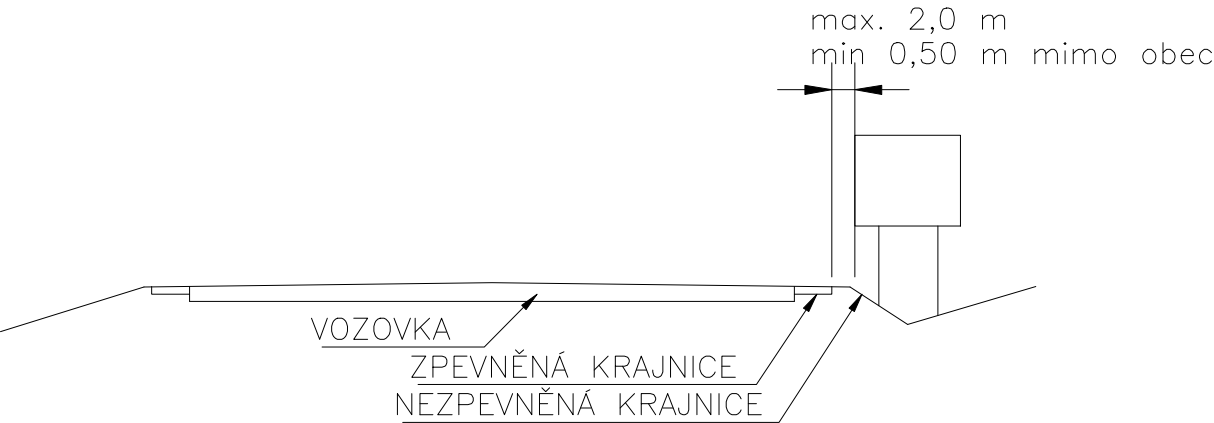 max. 2,0 m
min 0,50 m mimo obec
VOZOVKA
ZPEVNĚNÁ KRAJNICE
NEZPEVNĚNÁ KRAJNICE